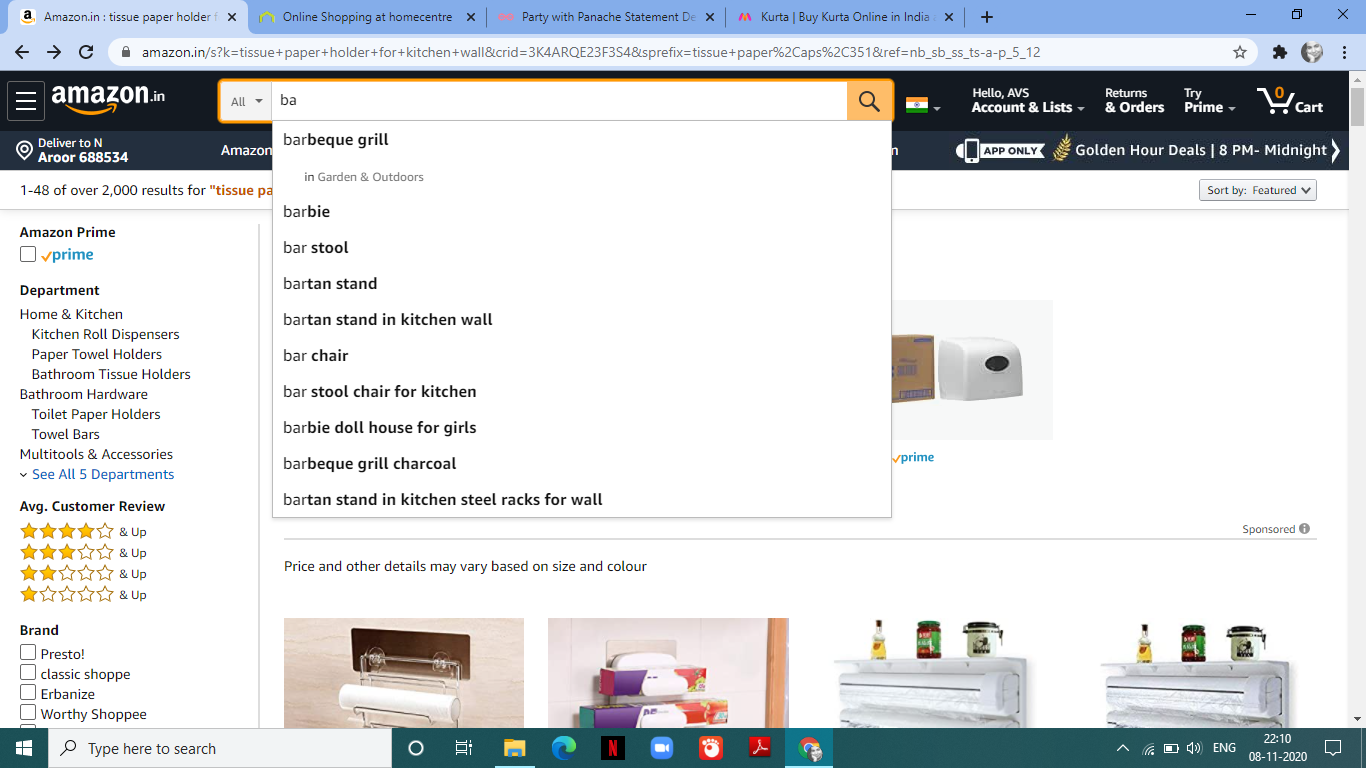 Amazon.in : tissue paper holder f
Online Shopping at homecentre
Party with Panache Statement De
Kurta | Buy Kurta Online in India a
amazon.in/s?k=tissue+paper+holder+for+kitchen+wall&crid=3K4ARQE23F3S4&sprefix=tissue+paper%2Caps%2C351&ref=nb_sb_ss_ts-a-p_5_12
amazon.in
All
ba
Hello, AVS
Account & Lists
Returns
& Orders
Try
Prime
0
Cart
Deliver to N
Aroor 688534
Amazon
n
APP ONLY
Golden Hour Deals | 8 PM- Midnight
1-48 of over 2,000 results for "tissue pa
Sort by: Featured
barbeque grill
in Garden & Outdoors
barbie
bar stool
bartan stand
bartan stand in kitchen wall
bar chair
bar stool chair for kitchen
barbie doll house for girls
barbeque grill charcoal
bartan stand in kitchen steel racks for wall
Amazon Prime
prime
Department
Home & Kitchen
Kitchen Roll Dispensers
Paper Towel Holders
Bathroom Tissue Holders
Bathroom Hardware
Toilet Paper Holders
Towel Bars
Multitools & Accessories
See All 5 Departments
Avg. Customer Review
& Up
& Up
& Up
& Up
Brand
Presto!
classic shoppe
Erbanize
Worthy Shoppee
prime
Sponsored
Price and other details may vary based on size and colour
Type here to search
ENG
22:10
08-11-2020